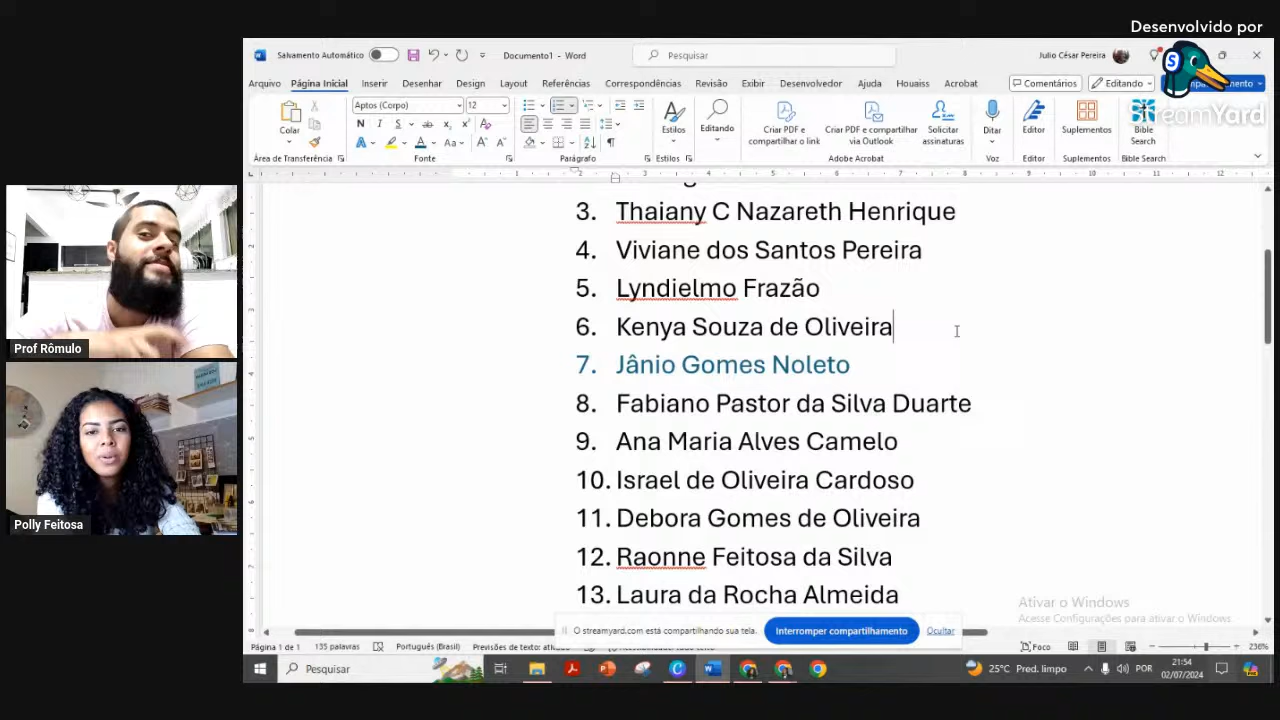 Desenvolvido por
StreamYard
Salvamento Automático
Documento1 - Word
Pesquisar
Julio César Pereira
Arquivo Página Inicial Inserir Desenhar Design Layout Referências Correspondências Revisão Exibir Desenvolvedor Ajuda Houaiss Acrobat
Comentários Editando
Aptos (Corpo) 12
Colar
Estilos
Editando
Criar PDF e compartilhar o link
Criar PDF e compartilhar via Outlook
Solicitar assinaturas
Ditar
Editor
Suplementos
Bible Search
Área de Transferência Fonte Parágrafo Estilos Adobe Acrobat Voz Editor Suplementos Bible Search
3. Thaiany C Nazareth Henrique
4. Viviane dos Santos Pereira
5. Lyndielmo Frazão
6. Kenya Souza de Oliveira
7. Jânio Gomes Noleto
8. Fabiano Pastor da Silva Duarte
9. Ana Maria Alves Camelo
10. Israel de Oliveira Cardoso
11. Debora Gomes de Oliveira
12. Raonne Feitosa da Silva
13. Laura da Rocha Almeida
Prof Rômulo
Polly Feitosa
Ativar o Windows
Acesse Configurações para ativar o Windows.
O streamyard.com está compartilhando sua tela.
Interromper compartilhamento
Ocultar
Página 1 de 1 135 palavras Português (Brasil) Previsões de texto: Foco 236%
Pesquisar
25°C Pred. limpo
POR
21:54
02/07/2024